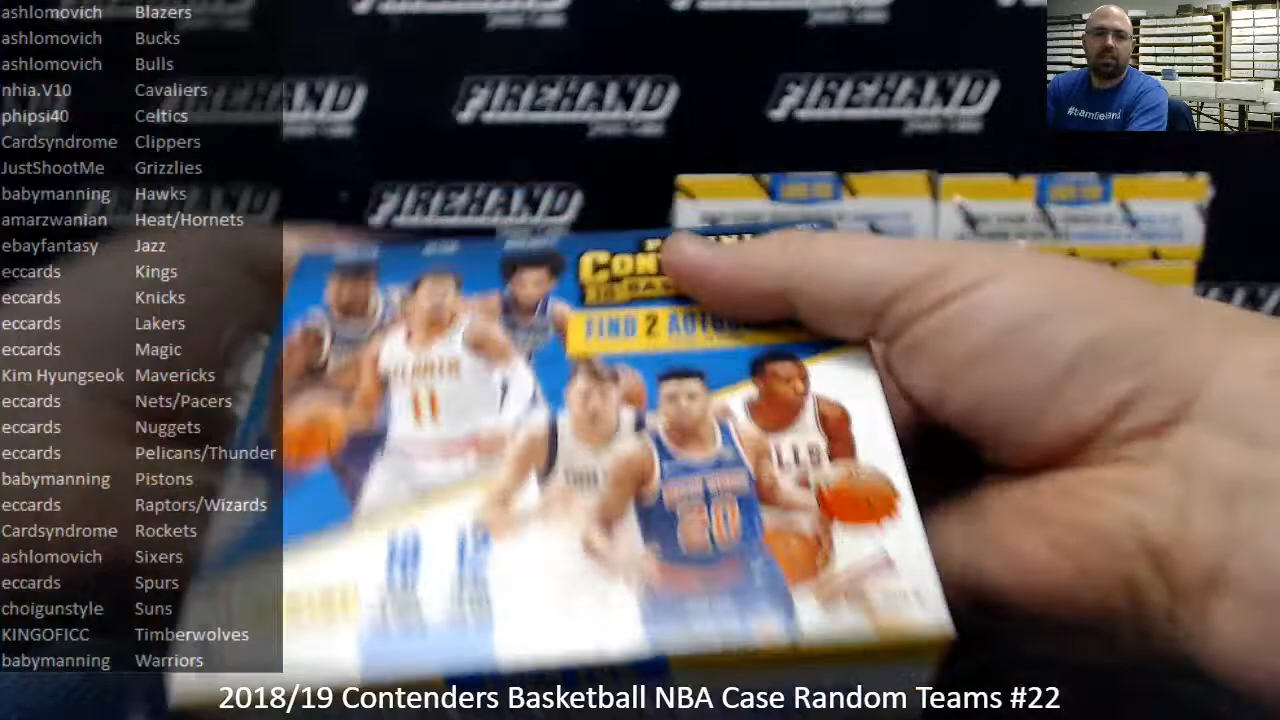 ashlomovich Blazers
ashlomovich Bucks
ashlomovich Bulls
nhia.V10 Cavaliers
phipsi40 Celtics
Cardsyndrome Clippers
JustShootMe Grizzlies
babymanning Hawks
amarzwanian Heat/Hornets
ebayfantasy Jazz
eccards Kings
eccards Knicks
eccards Lakers
eccards Magic
Kim Hyungseok Mavericks
eccards Nets/Pacers
eccards Nuggets
eccards Pelicans/Thunder
babymanning Pistons
eccards Raptors/Wizards
Cardsyndrome Rockets
ashlomovich Sixers
eccards Spurs
choigunstyle Suns
KINGOFICC Timberwolves
babymanning Warriors
FIREHAND FIREHAND
FIREHAND
FIND 2
11
20
2018/19 Contenders Basketball NBA Case Random Teams #22